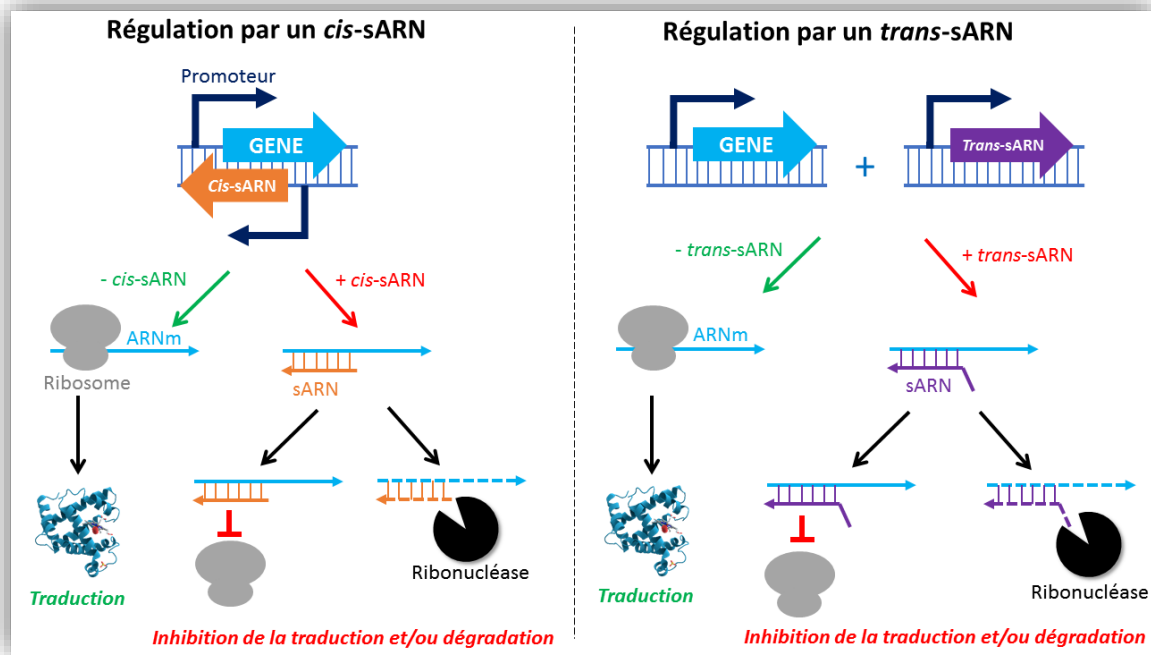 Régulation par un cis-sARN
Promoteur
GENE
Cis-sARN
- cis-sARN
+ cis-sARN
ARNm
Ribosome
sARN
Ribonucléase
Traduction
Inhibition de la traduction et/ou dégradation
Régulation par un trans-sARN
GENE
+
Trans-sARN
- trans-sARN
+ trans-sARN
ARNm
sARN
Ribonucléase
Traduction
Inhibition de la traduction et/ou dégradation